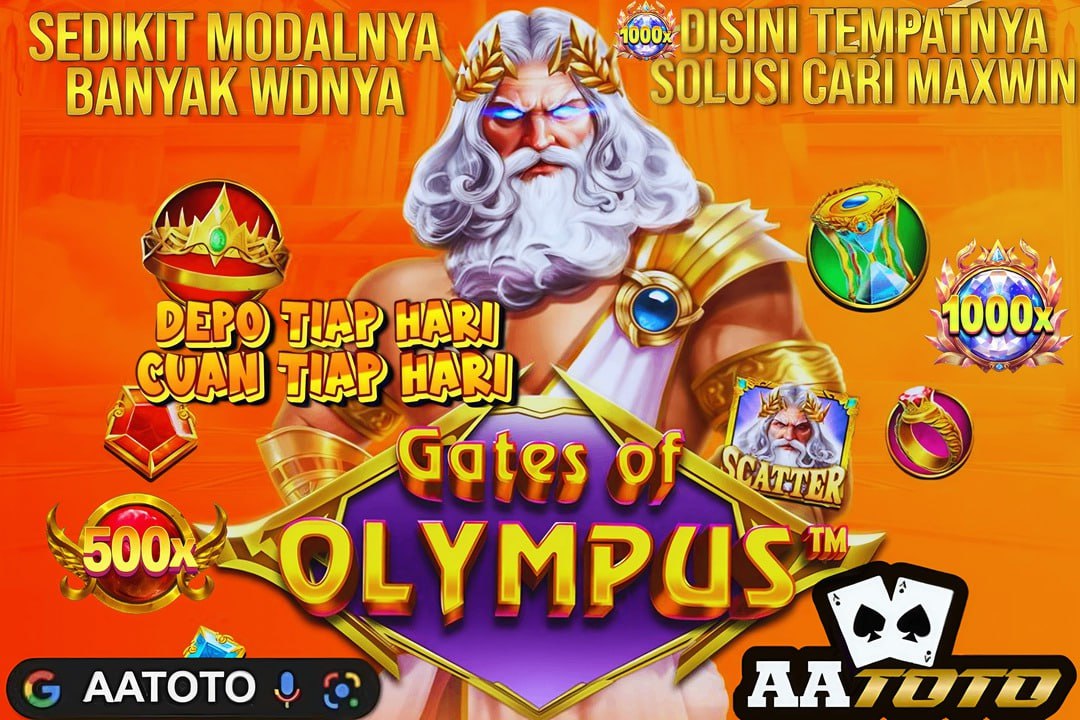 SEDIKIT MODALNYA
BANYAK WDNYA
1000x
DISINI TEMPATNYA
SOLUSI CARI MAXWIN
DEPO TIAP HARI
CUAN TIAP HARI
1000x
Gates of
OLYMPUS™
SCATTER
500x
G AATOTO
A
A
AATOTO